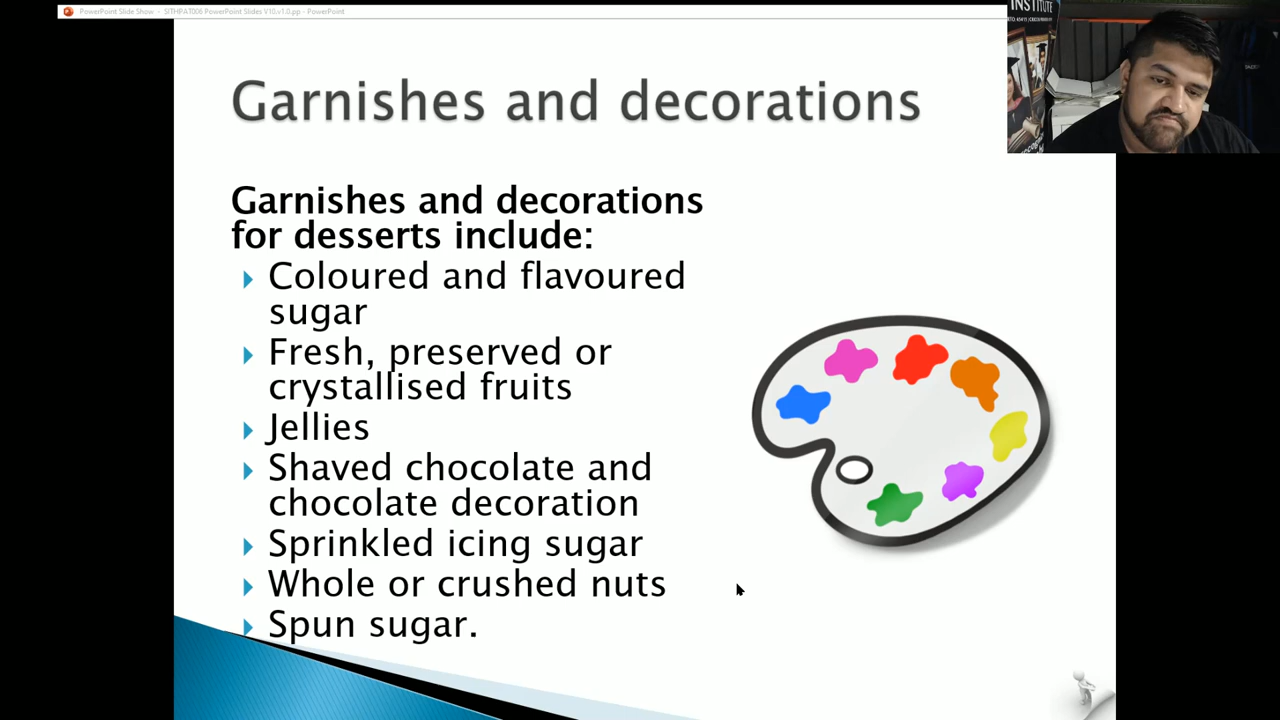 PowerPoint Slide Show - SITHPAT006 PowerPoint Slides V10.v1.0.pp - PowerPoint
INSTITUTE
Garnishes and decorations
Garnishes and decorations
for desserts include:
Coloured and flavoured
sugar
Fresh, preserved or
crystallised fruits
Jellies
Shaved chocolate and
chocolate decoration
Sprinkled icing sugar
Whole or crushed nuts
Spun sugar.